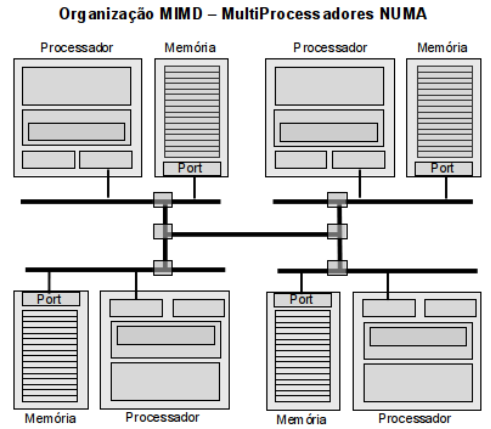 Organização MIMD – MultiProcessadores NUMA
Processador
Memória
Processador
Memória
Port
Port
Port
Port
Memória
Processador
Memória
Processador